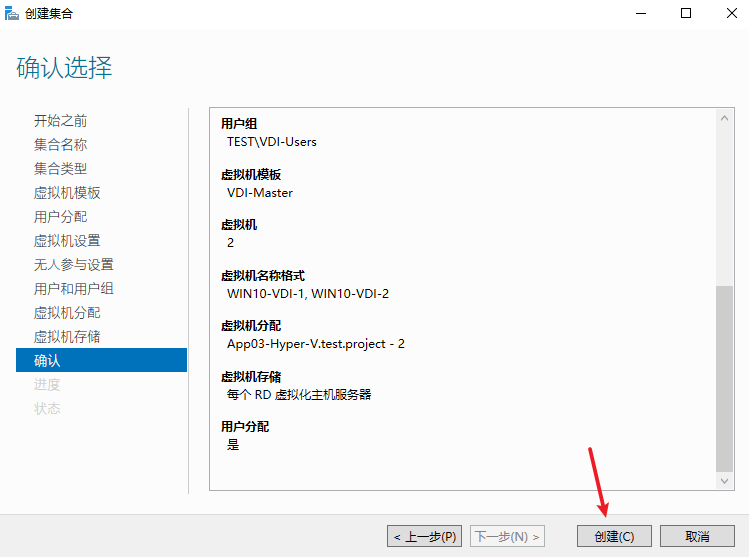 创建集合
确认选择
开始之前
集合名称
集合类型
虚拟机模板
用户分配
虚拟机设置
无人参与设置
用户和用户组
虚拟机分配
虚拟机存储
确认
进度
状态
用户组
TEST\VDI-Users
虚拟机模板
VDI-Master
虚拟机
2
虚拟机名称格式
WIN10-VDI-1, WIN10-VDI-2
虚拟机分配
App03-Hyper-V.test.project - 2
虚拟机存储
每个 RD 虚拟化主机服务器
用户分配
是
< 上一步(P)
下一步(N) >
创建(C)
取消